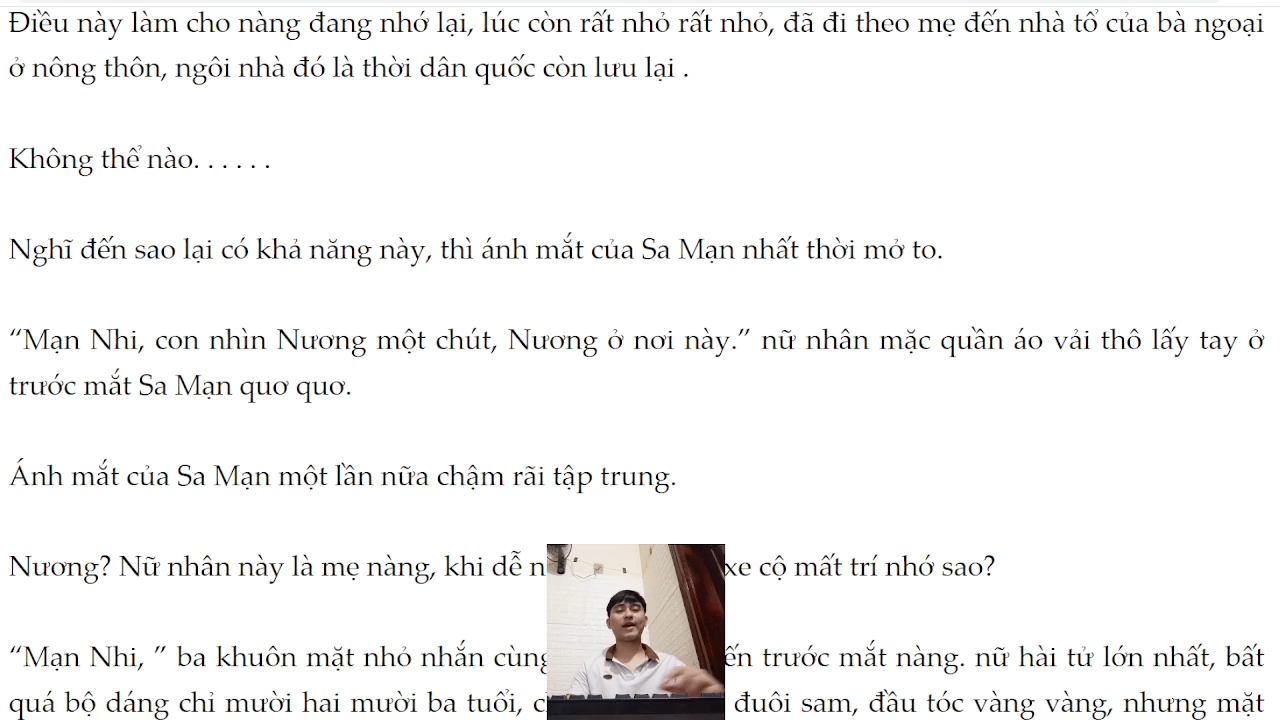 Điều này làm cho nàng đang nhớ lại, lúc còn rất nhỏ rất nhỏ, đã đi theo mẹ đến nhà tổ của bà ngoại
ở nông thôn, ngôi nhà đó là thời dân quốc còn lưu lại .
Không thể nào. . . . . .
Nghĩ đến sao lại có khả năng này, thì ánh mắt của Sa Mạn nhất thời mở to.
“Mạn Nhi, con nhìn Nương một chút, Nương ở nơi này.” nữ nhân mặc quần áo vải thô lấy tay ở
trước mắt Sa Mạn quơ quơ.
Ánh mắt của Sa Mạn một lần nữa chậm rãi tập trung.
Nương? Nữ nhân này là mẹ nàng, khi dễ xe cộ mất trí nhớ sao?
“Mạn Nhi, ” ba khuôn mặt nhỏ nhắn trước mắt nàng. nữ hài tử lớn nhất, bất
quá bộ dáng chỉ mười hai mười ba tuổi, đuôi sam, đầu tóc vàng vàng, nhưng mặt